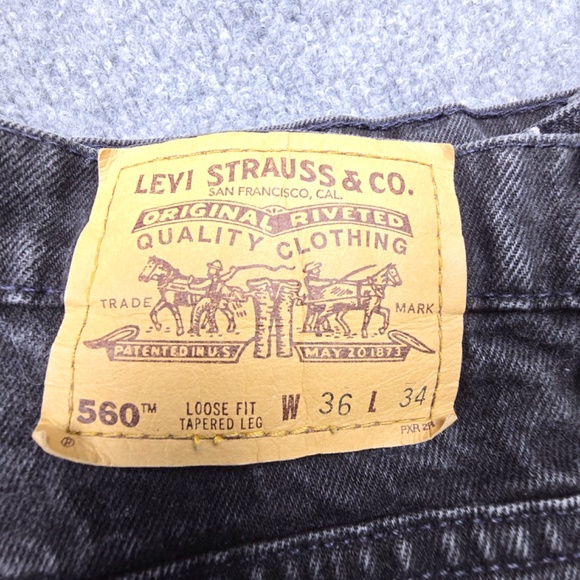 LEVI STRAUSS & CO.
SAN FRANCISCO, CAL.
ORIGINAL RIVETED
QUALITY CLOTHING
TRADE MARK
PATENTED IN U.S. MAY 20 1873
560™ LOOSE FIT TAPERED LEG W 36 L 34
Ⓟ